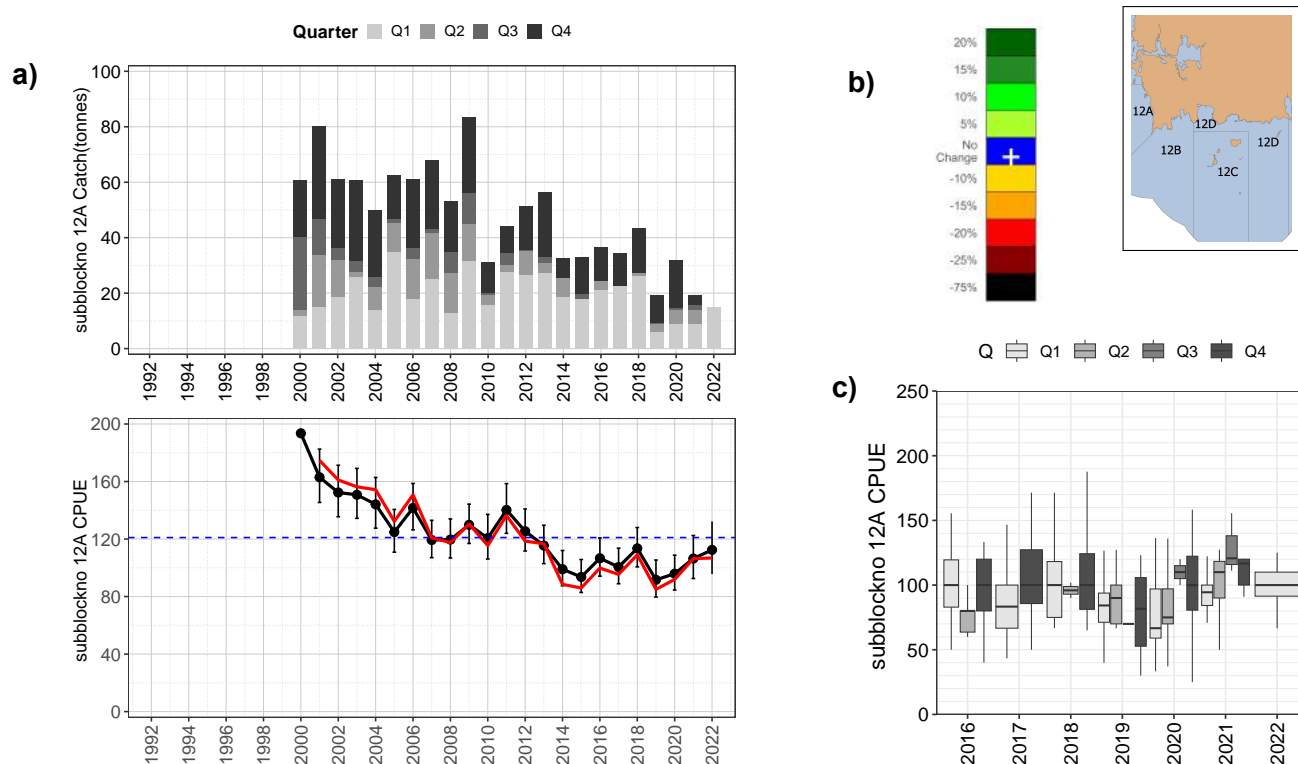 Quarter Q1 Q2 Q3 Q4
a)
subblockno 12A Catch(tonnes)
100
80
60
40
20
0
1992 1994 1996 1998 2000 2002 2004 2006 2008 2010 2012 2014 2016 2018 2020 2022
subblockno 12A CPUE
200
160
120
80
40
0
1992 1994 1996 1998 2000 2002 2004 2006 2008 2010 2012 2014 2016 2018 2020 2022
b)
20%
15%
10%
5%
No
Change
-10%
-15%
-20%
-25%
-75%
12A
12D
12B
12D
12C
Q Q1 Q2 Q3 Q4
c)
subblockno 12A CPUE
250
200
150
100
50
0
2016 2017 2018 2019 2020 2021 2022